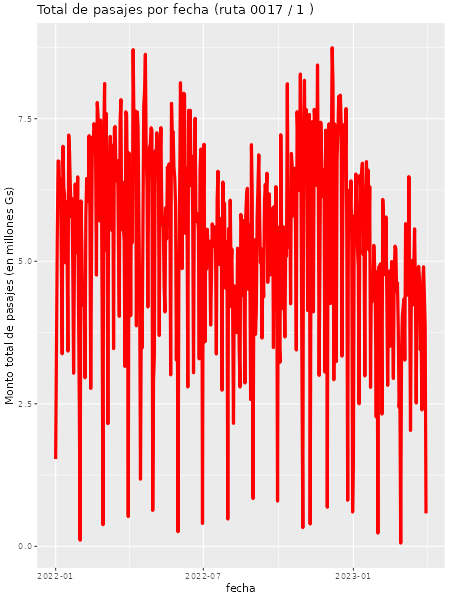 Total de pasajes por fecha (ruta 0017 / 1 )
Monto total de pasajes (en millones Gs)
7.5
5.0
2.5
0.0
2022-01
2022-07
2023-01
fecha